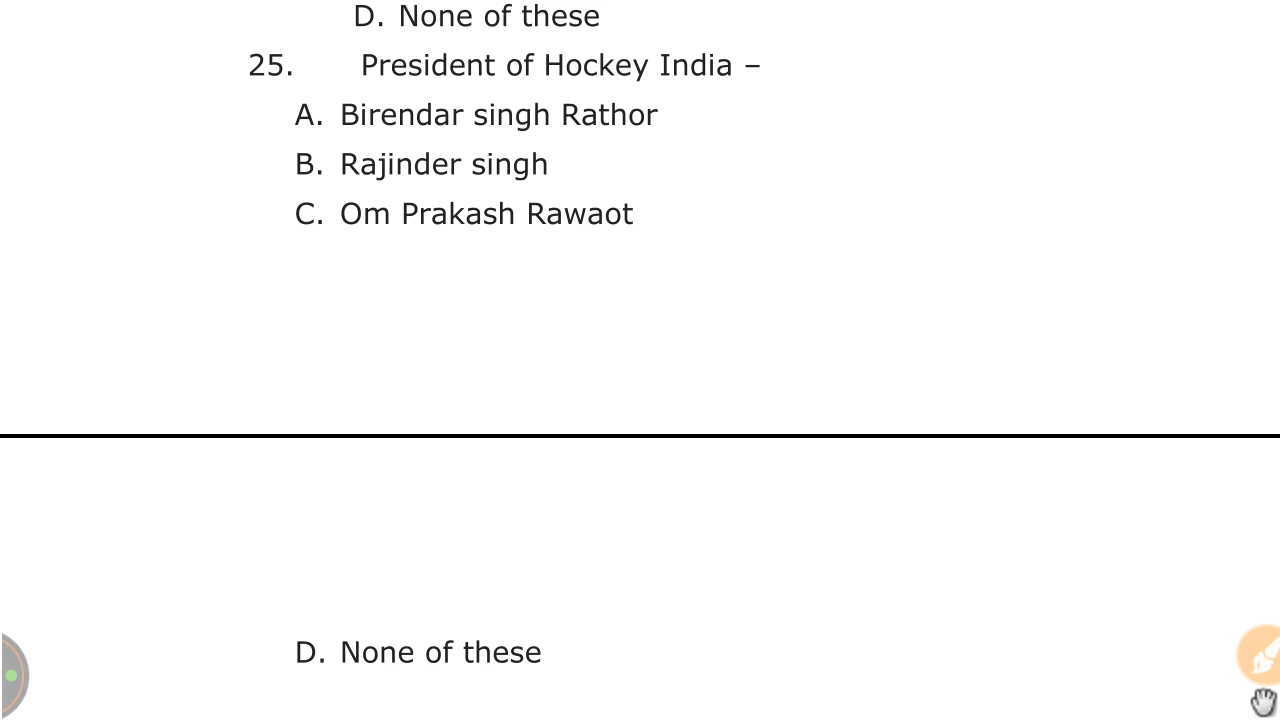 D. None of these
25. President of Hockey India –
A. Birendar singh Rathor
B. Rajinder singh
C. Om Prakash Rawaot
D. None of these